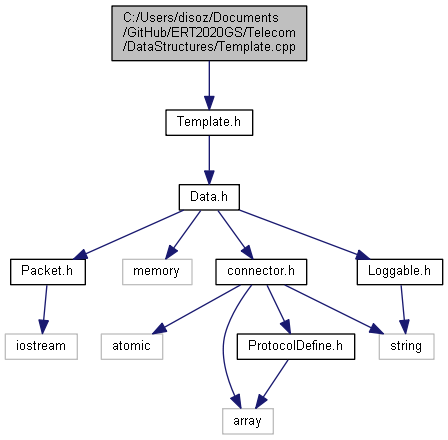 C:/Users/disoz/Documents
/GitHub/ERT2020GS/Telecom
/DataStructures/Template.cpp
Template.h
Data.h
Packet.h
memory
connector.h
Loggable.h
iostream
atomic
ProtocolDefine.h
string
array